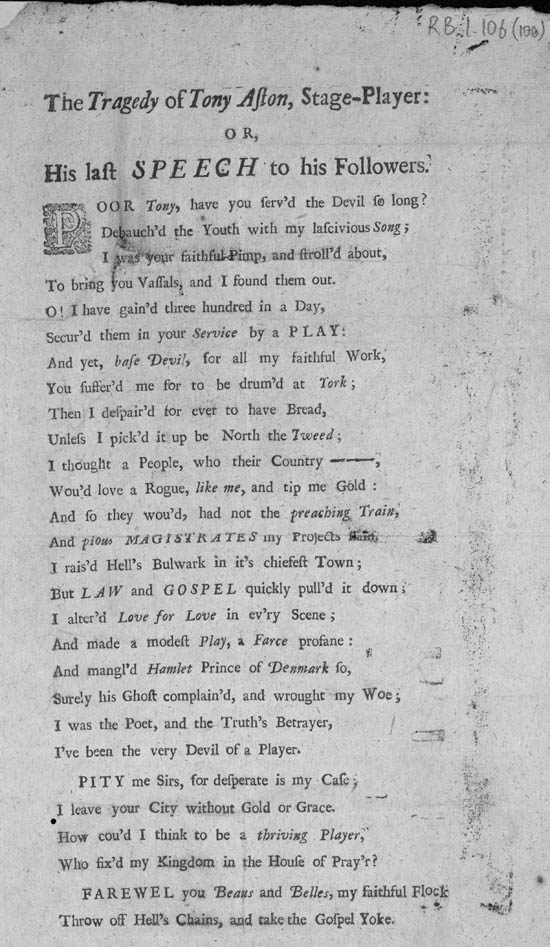 RB.1.106(100)
The Tragedy of Tony Aſton, Stage-Player:
OR,
His laſt SPEECH to his Followers.
POOR Tony, have you ſerv'd the Devil ſo long?
Debauch'd the Youth with my laſcivious Song;
I was your faithful Pimp, and ſtroll'd about,
To bring you Vaſſals, and I found them out.
O! I have gain'd three hundred in a Day,
Secur'd them in your Service by a PLAY:
And yet, baſe Devil, for all my faithful Work,
You ſuffer'd me for to be drum'd at York;
Then I deſpair'd for ever to have Bread,
Unleſs I pick'd it up be North the Tweed;
I thought a People, who their Country ———,
Wou'd love a Rogue, like me, and tip me Gold:
And ſo they wou'd, had not the preaching Train,
And pious MAGISTRATES my Projects
I rais'd Hell's Bulwark in it's chiefeſt Town;
But LAW and GOSPEL quickly pull'd it down;
I alter'd Love for Love in ev'ry Scene;
And made a modeſt Play, a Farce profane:
And mangl'd Hamlet Prince of Denmark ſo,
Surely his Ghoſt complain'd, and wrought my Woe;
I was the Poet, and the Truth's Betrayer,
I've been the very Devil of a Player.
PITY me Sirs, for deſperate is my Caſe;
I leave your City without Gold or Grace.
How cou'd I think to be a thriving Player,
Who fix'd my Kingdom in the Houſe of Pray'r?
FAREWEL you Beaus and Belles, my faithful Flock
Throw off Hell's Chains, and take the Goſpel Yoke.